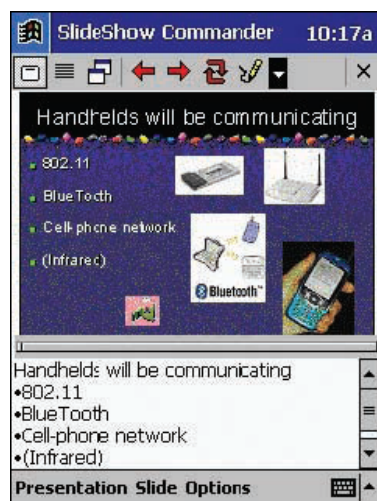 SlideShow Commander 10:17a
Handhelds will be communicating
802.11
BlueTooth
Cell-phone network
(Infrared)
Bluetooth™
Handhelds will be communicating
•802.11
•BlueTooth
•Cell-phone network
•(Infrared)
Presentation Slide Options